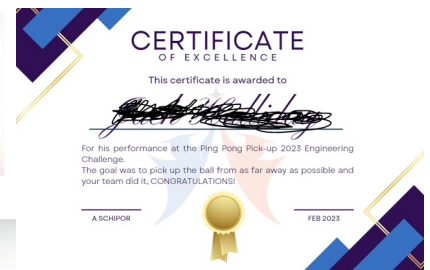 CERTIFICATE
OF EXCELLENCE
This certificate is awarded to
For his performance at the Ping Pong Pick-up 2023 Engineering
Challenge.
The goal was to pick up the ball from as far away as possible and
your team did it, CONGRATULATIONS!
A SCHIPOR
FEB 2023